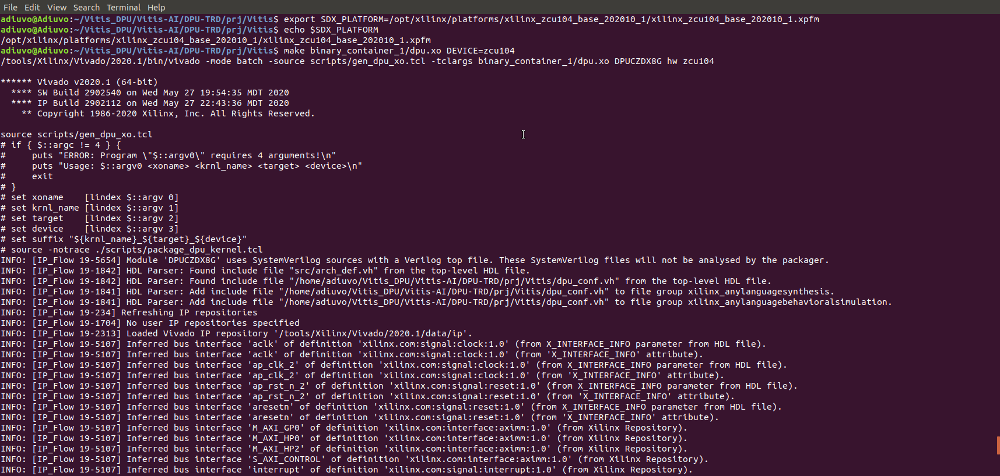 File Edit View Search Terminal Help
adiuvo@Adiuvo:~/Vitis_DPU/Vitis-AI/DPU-TRD/prj/Vitis$ export SDX_PLATFORM=/opt/xilinx/platforms/xilinx_zcu104_base_202010_1/xilinx_zcu104_base_202010_1.xpfm
adiuvo@Adiuvo:~/Vitis_DPU/Vitis-AI/DPU-TRD/prj/Vitis$ echo $SDX_PLATFORM
/opt/xilinx/platforms/xilinx_zcu104_base_202010_1/xilinx_zcu104_base_202010_1.xpfm
adiuvo@Adiuvo:~/Vitis_DPU/Vitis-AI/DPU-TRD/prj/Vitis$ make binary_container_1/dpu.xo DEVICE=zcu104
/tools/Xilinx/Vivado/2020.1/bin/vivado -mode batch -source scripts/gen_dpu_xo.tcl -tclargs binary_container_1/dpu.xo DPUCZDX8G hw zcu104
****** Vivado v2020.1 (64-bit)
  **** SW Build 2902540 on Wed May 27 19:54:35 MDT 2020
  **** IP Build 2902112 on Wed May 27 22:43:36 MDT 2020
    ** Copyright 1986-2020 Xilinx, Inc. All Rights Reserved.
source scripts/gen_dpu_xo.tcl
# if { $::argc != 4 } {
#     puts "ERROR: Program \"$::argv0\" requires 4 arguments!\n"
#     puts "Usage: $::argv0 <xoname> <krnl_name> <target> <device>\n"
#     exit
# }
# set xoname    [lindex $::argv 0]
# set krnl_name [lindex $::argv 1]
# set target    [lindex $::argv 2]
# set device    [lindex $::argv 3]
# set suffix "${krnl_name}_${target}_${device}"
# source -notrace ./scripts/package_dpu_kernel.tcl
INFO: [IP_Flow 19-5654] Module 'DPUCZDX8G' uses SystemVerilog sources with a Verilog top file. These SystemVerilog files will not be analysed by the packager.
INFO: [IP_Flow 19-1842] HDL Parser: Found include file "src/arch_def.vh" from the top-level HDL file.
INFO: [IP_Flow 19-1842] HDL Parser: Found include file "/home/adiuvo/Vitis_DPU/Vitis-AI/DPU-TRD/prj/Vitis/dpu_conf.vh" from the top-level HDL file.
INFO: [IP_Flow 19-1841] HDL Parser: Add include file "/home/adiuvo/Vitis_DPU/Vitis-AI/DPU-TRD/prj/Vitis/dpu_conf.vh" to file group xilinx_anylanguagesynthesis.
INFO: [IP_Flow 19-1841] HDL Parser: Add include file "/home/adiuvo/Vitis_DPU/Vitis-AI/DPU-TRD/prj/Vitis/dpu_conf.vh" to file group xilinx_anylanguagebehavioralsimulation.
INFO: [IP_Flow 19-234] Refreshing IP repositories
INFO: [IP_Flow 19-1704] No user IP repositories specified
INFO: [IP_Flow 19-2313] Loaded Vivado IP repository '/tools/Xilinx/Vivado/2020.1/data/ip'.
INFO: [IP_Flow 19-5107] Inferred bus interface 'aclk' of definition 'xilinx.com:signal:clock:1.0' (from X_INTERFACE_INFO parameter from HDL file).
INFO: [IP_Flow 19-5107] Inferred bus interface 'aclk' of definition 'xilinx.com:signal:clock:1.0' (from 'X_INTERFACE_INFO' attribute).
INFO: [IP_Flow 19-5107] Inferred bus interface 'ap_clk_2' of definition 'xilinx.com:signal:clock:1.0' (from X_INTERFACE_INFO parameter from HDL file).
INFO: [IP_Flow 19-5107] Inferred bus interface 'ap_clk_2' of definition 'xilinx.com:signal:clock:1.0' (from 'X_INTERFACE_INFO' attribute).
INFO: [IP_Flow 19-5107] Inferred bus interface 'ap_rst_n_2' of definition 'xilinx.com:signal:reset:1.0' (from X_INTERFACE_INFO parameter from HDL file).
INFO: [IP_Flow 19-5107] Inferred bus interface 'ap_rst_n_2' of definition 'xilinx.com:signal:reset:1.0' (from 'X_INTERFACE_INFO' attribute).
INFO: [IP_Flow 19-5107] Inferred bus interface 'aresetn' of definition 'xilinx.com:signal:reset:1.0' (from X_INTERFACE_INFO parameter from HDL file).
INFO: [IP_Flow 19-5107] Inferred bus interface 'aresetn' of definition 'xilinx.com:signal:reset:1.0' (from 'X_INTERFACE_INFO' attribute).
INFO: [IP_Flow 19-5107] Inferred bus interface 'M_AXI_GP0' of definition 'xilinx.com:interface:aximm:1.0' (from Xilinx Repository).
INFO: [IP_Flow 19-5107] Inferred bus interface 'M_AXI_HP0' of definition 'xilinx.com:interface:aximm:1.0' (from Xilinx Repository).
INFO: [IP_Flow 19-5107] Inferred bus interface 'M_AXI_HP2' of definition 'xilinx.com:interface:aximm:1.0' (from Xilinx Repository).
INFO: [IP_Flow 19-5107] Inferred bus interface 'S_AXI_CONTROL' of definition 'xilinx.com:interface:aximm:1.0' (from Xilinx Repository).
INFO: [IP_Flow 19-5107] Inferred bus interface 'interrupt' of definition 'xilinx.com:signal:interrupt:1.0' (from Xilinx Repository).